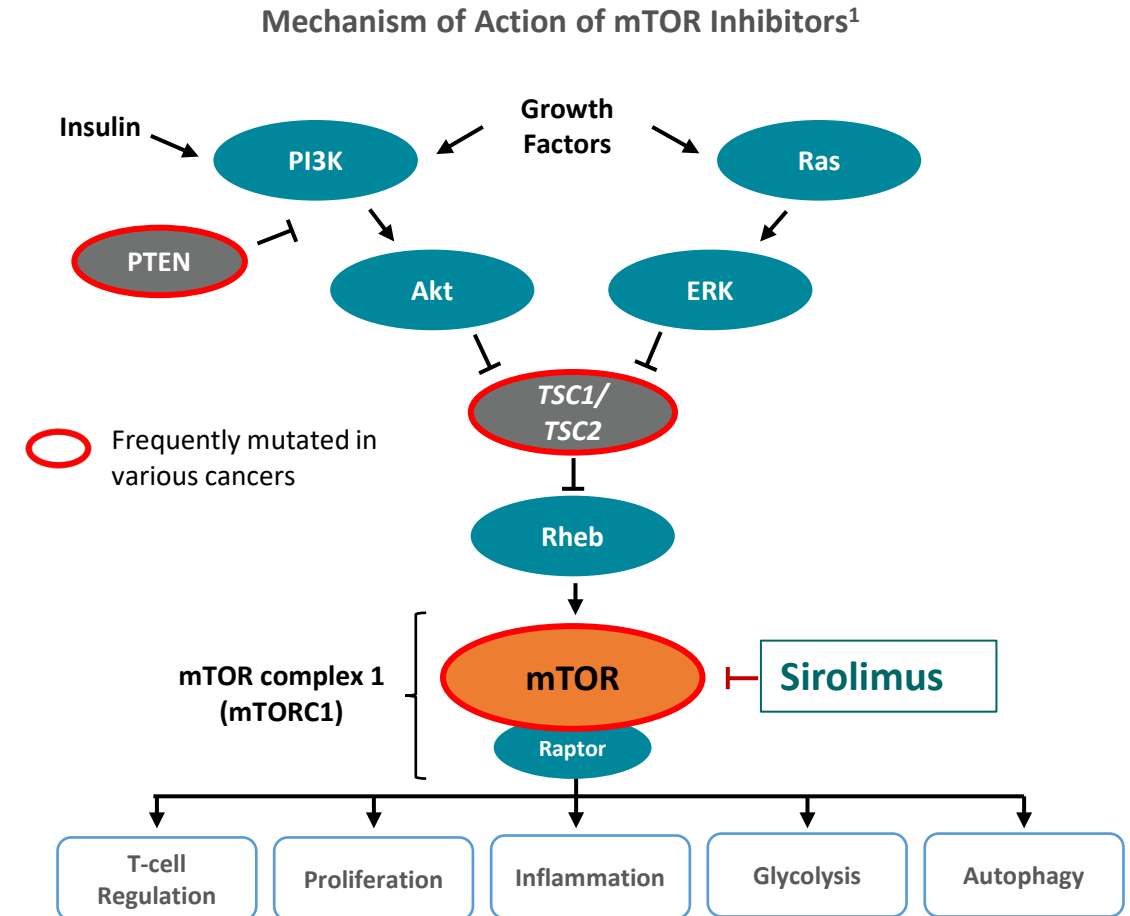 Mechanism of Action of mTOR Inhibitors¹
Insulin
Growth
Factors
PI3K
Ras
PTEN
Akt
ERK
TSC1/
TSC2
Frequently mutated in
various cancers
Rheb
mTOR complex 1
(mTORC1)
mTOR
Sirolimus
Raptor
T-cell
Regulation
Proliferation
Inflammation
Glycolysis
Autophagy